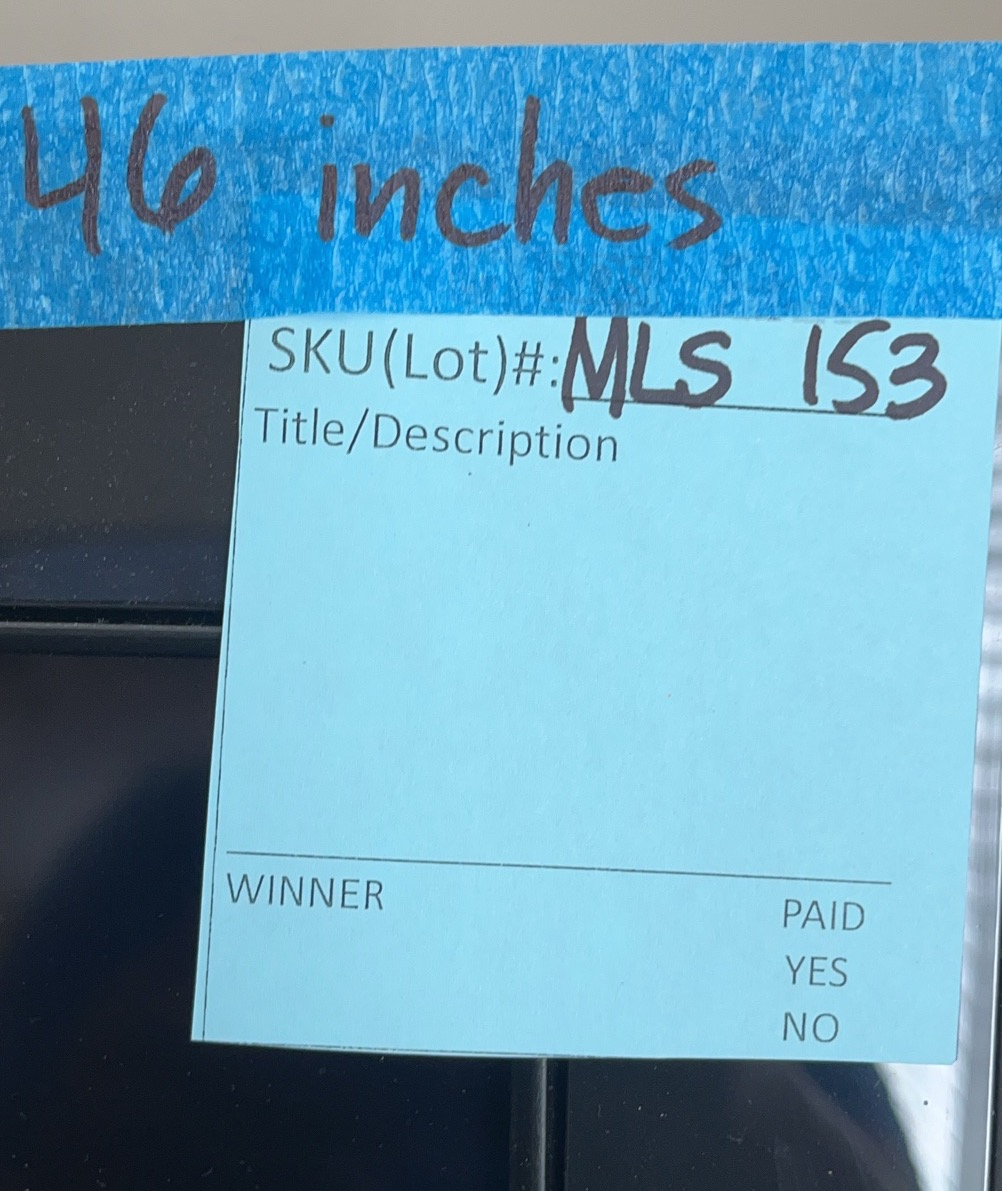 46 inches
SKU(Lot)#: MLS 153
Title/Description
WINNER
PAID
YES
NO